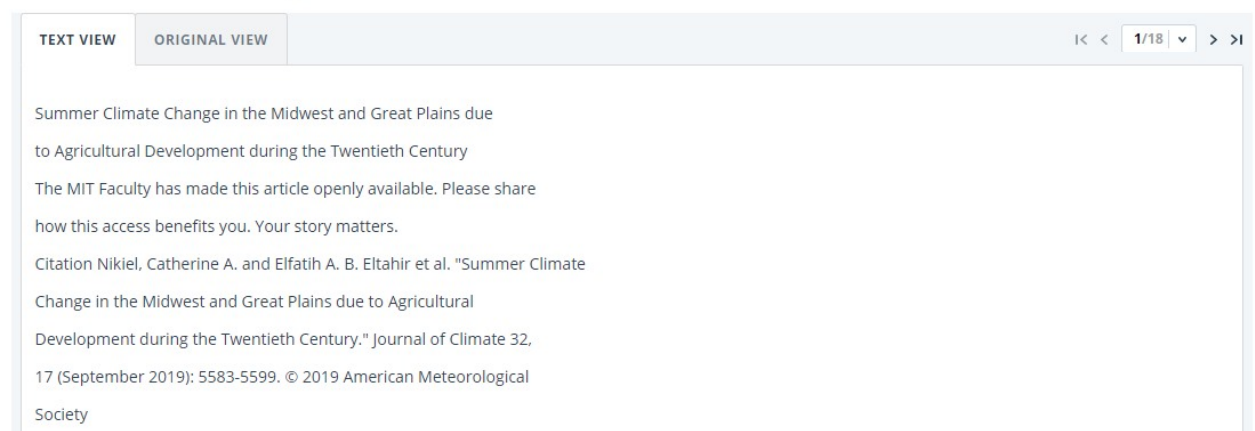 TEXT VIEW ORIGINAL VIEW 1/18
Summer Climate Change in the Midwest and Great Plains due
to Agricultural Development during the Twentieth Century
The MIT Faculty has made this article openly available. Please share
how this access benefits you. Your story matters.
Citation Nikiel, Catherine A. and Elfatih A. B. Eltahir et al. "Summer Climate
Change in the Midwest and Great Plains due to Agricultural
Development during the Twentieth Century." Journal of Climate 32,
17 (September 2019): 5583-5599. © 2019 American Meteorological
Society